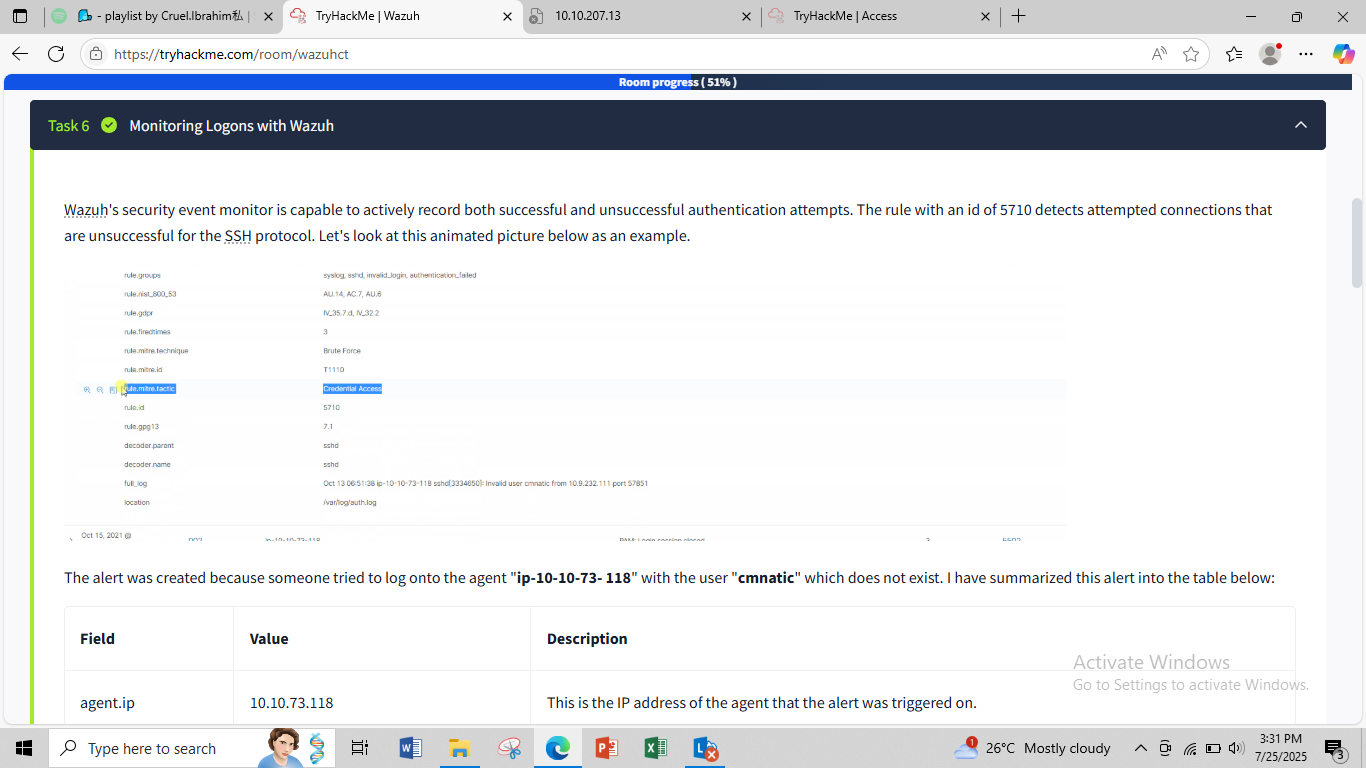 - playlist by Cruel.Ibrahim私 |
TryHackMe | Wazuh
10.10.207.13
TryHackMe | Access
https://tryhackme.com/room/wazuhct
Room progress ( 51% )
Task 6 Monitoring Logons with Wazuh
Wazuh's security event monitor is capable to actively record both successful and unsuccessful authentication attempts. The rule with an id of 5710 detects attempted connections that
are unsuccessful for the SSH protocol. Let's look at this animated picture below as an example.
rule.groups syslog, sshd, invalid_login, authentication_failed
rule.nist_800_53 AU.14, AC.7, AU.6
rule.gdpr IV_35.7.d, IV_32.2
rule.firedtimes 3
rule.mitre.technique Brute Force
rule.mitre.id T1110
rule.mitre.tactic Credential Access
rule.id 5710
rule.gpg13 7.1
decoder.parent sshd
decoder.name sshd
full_log Oct 13 06:51:38 ip-10-10-73-118 sshd[3334650]: Invalid user cmnatic from 10.9.232.111 port 57851
location /var/log/auth.log
Oct 15, 2021 @ 002 ip-10-10-73-118 PAM: Login session closed. 3 5502
The alert was created because someone tried to log onto the agent "ip-10-10-73- 118" with the user "cmnatic" which does not exist. I have summarized this alert into the table below:
Field Value Description
agent.ip 10.10.73.118 This is the IP address of the agent that the alert was triggered on.
Activate Windows
Go to Settings to activate Windows.
Type here to search
1 26°C Mostly cloudy
3:31 PM
7/25/2025
3